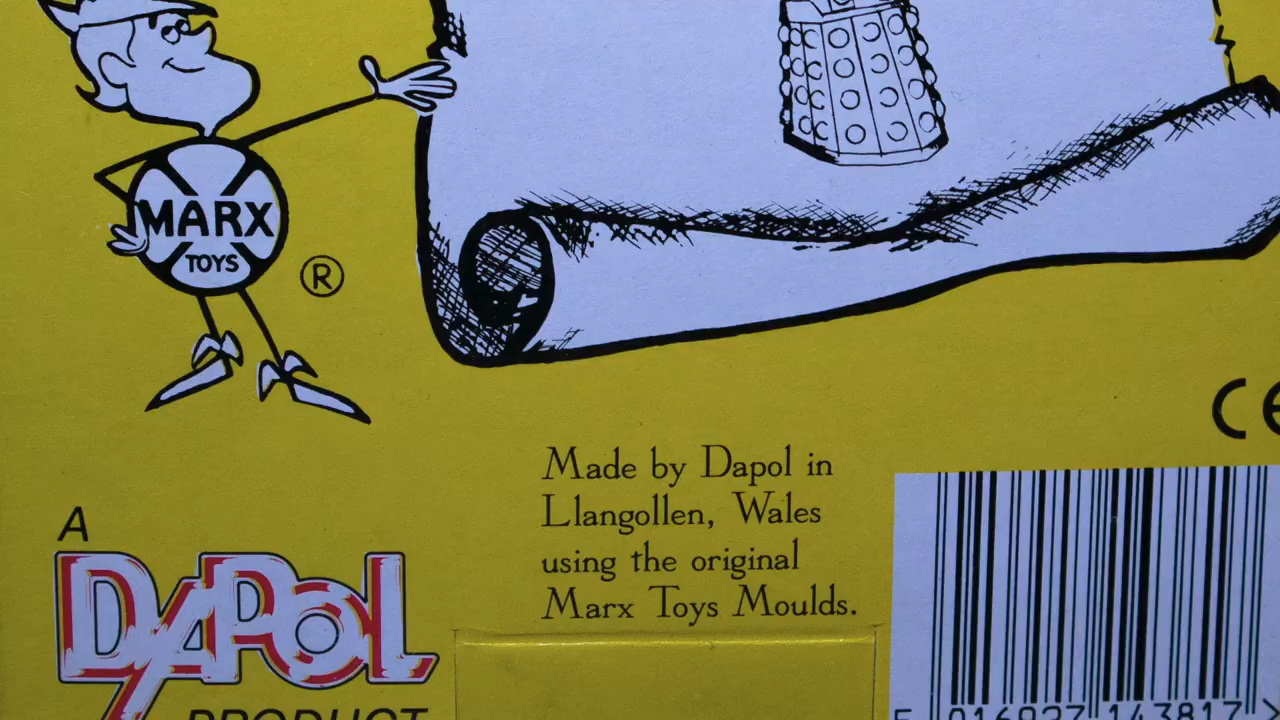 MARX
TOYS
®
CE
Made by Dapol in
Llangollen, Wales
using the original
Marx Toys Moulds.
A
DAPOL
PRODUCT
5 016927 143817 >